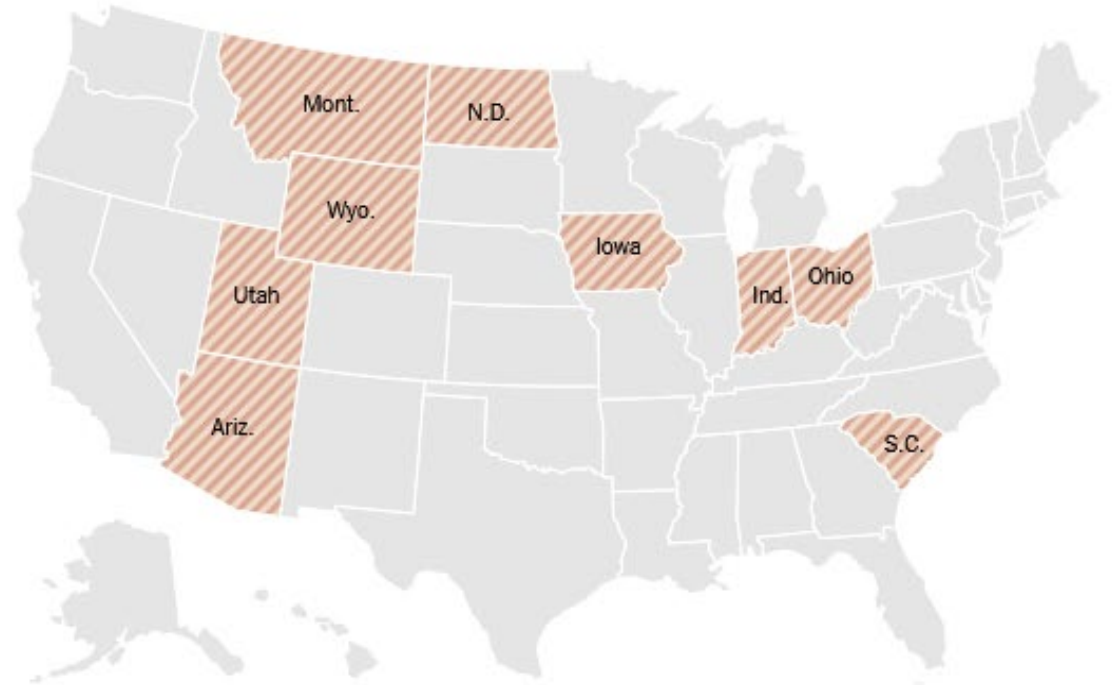 Mont.
N.D.
Wyo.
Iowa
Utah
Ind.
Ohio
Ariz.
S.C.